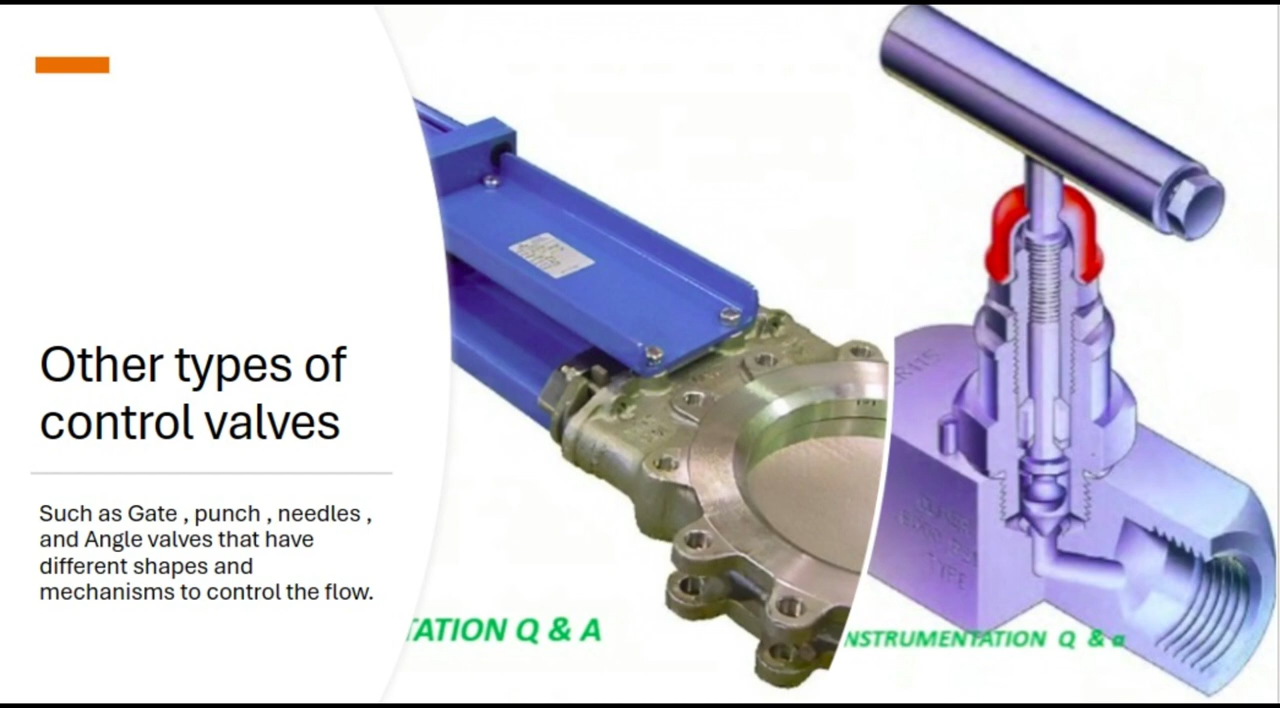 Other types of
control valves
Such as Gate , punch , needles ,
and Angle valves that have
different shapes and
mechanisms to control the flow.
TATION Q & A
NSTRUMENTATION Q & a